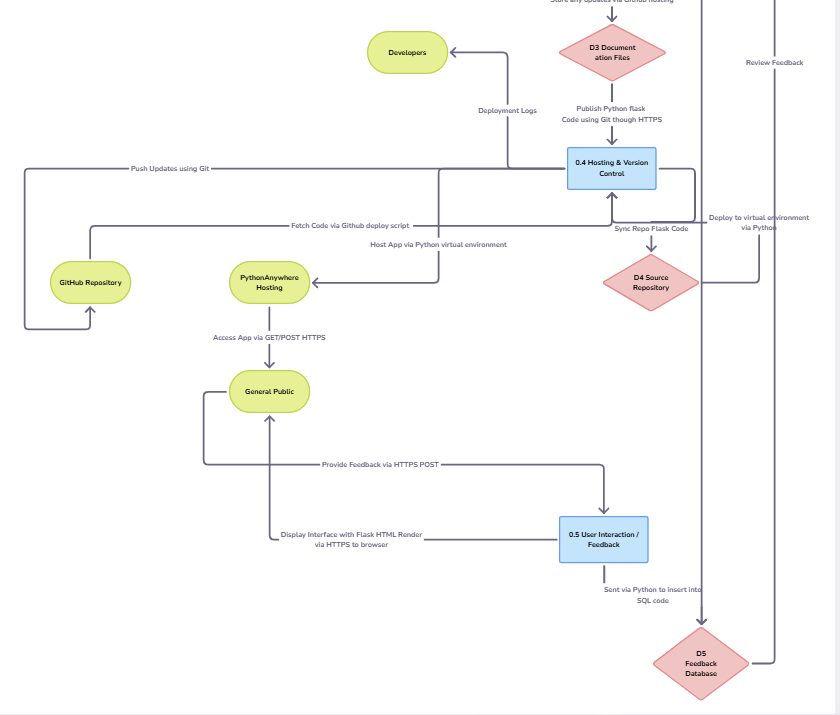 Store any updates via Github hosting
Developers
D3 Document
ation Files
Review Feedback
Deployment Logs
Publish Python flask
Code using Git though HTTPS
Push Updates using Git
0.4 Hosting & Version
Control
Fetch Code via Github deploy script
Deploy to virtual environment
via Python
Sync Repo Flask Code
Host App via Python virtual environment
GitHub Repository
PythonAnywhere
Hosting
D4 Source
Repository
Access App via GET/POST HTTPS
General Public
Provide Feedback via HTTPS POST
Display Interface with Flask HTML Render
via HTTPS to browser
0.5 User Interaction /
Feedback
Sent via Python to insert into
SQL code
D5
Feedback
Database